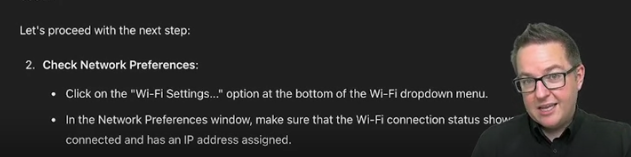 Let's proceed with the next step:
2. Check Network Preferences:
• Click on the "Wi-Fi Settings..." option at the bottom of the Wi-Fi dropdown menu.
• In the Network Preferences window, make sure that the Wi-Fi connection status
connected and has an IP address assigned.